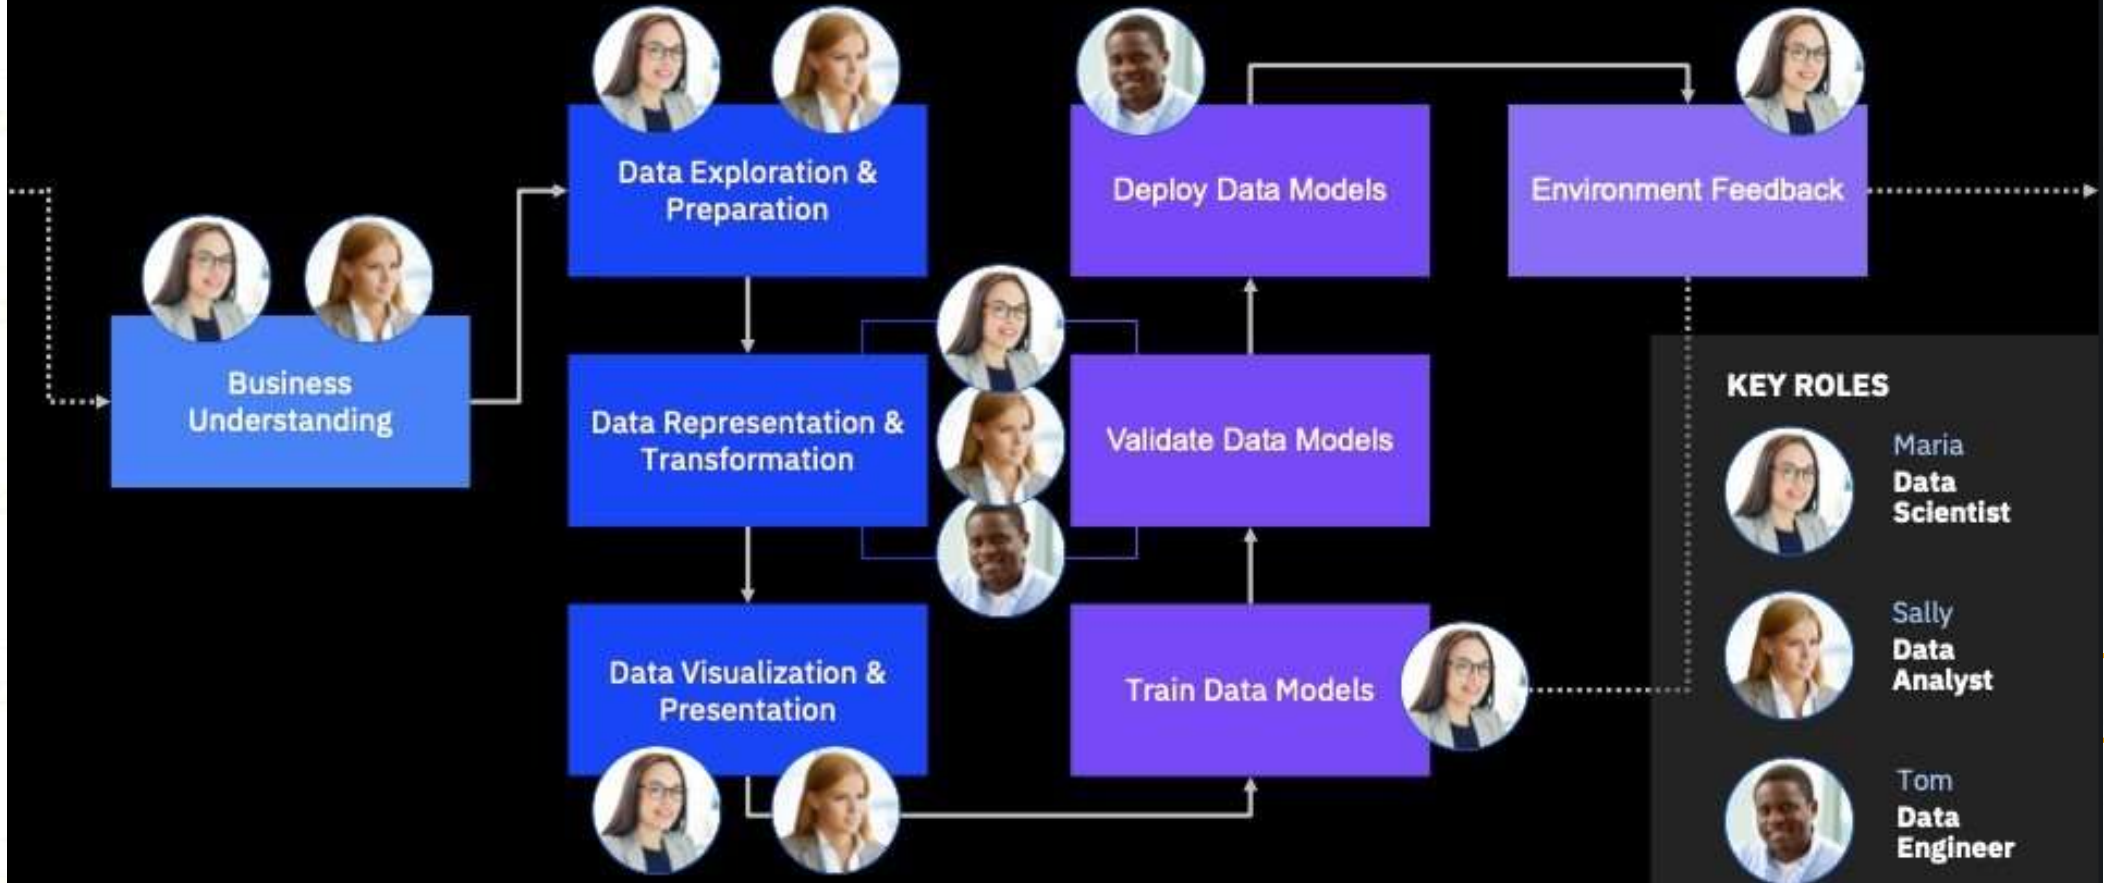 Business
Understanding
Data Exploration &
Preparation
Data Representation &
Transformation
Data Visualization &
Presentation
Train Data Models
Validate Data Models
Deploy Data Models
Environment Feedback
KEY ROLES
Maria
Data
Scientist
Sally
Data
Analyst
Tom
Data
Engineer